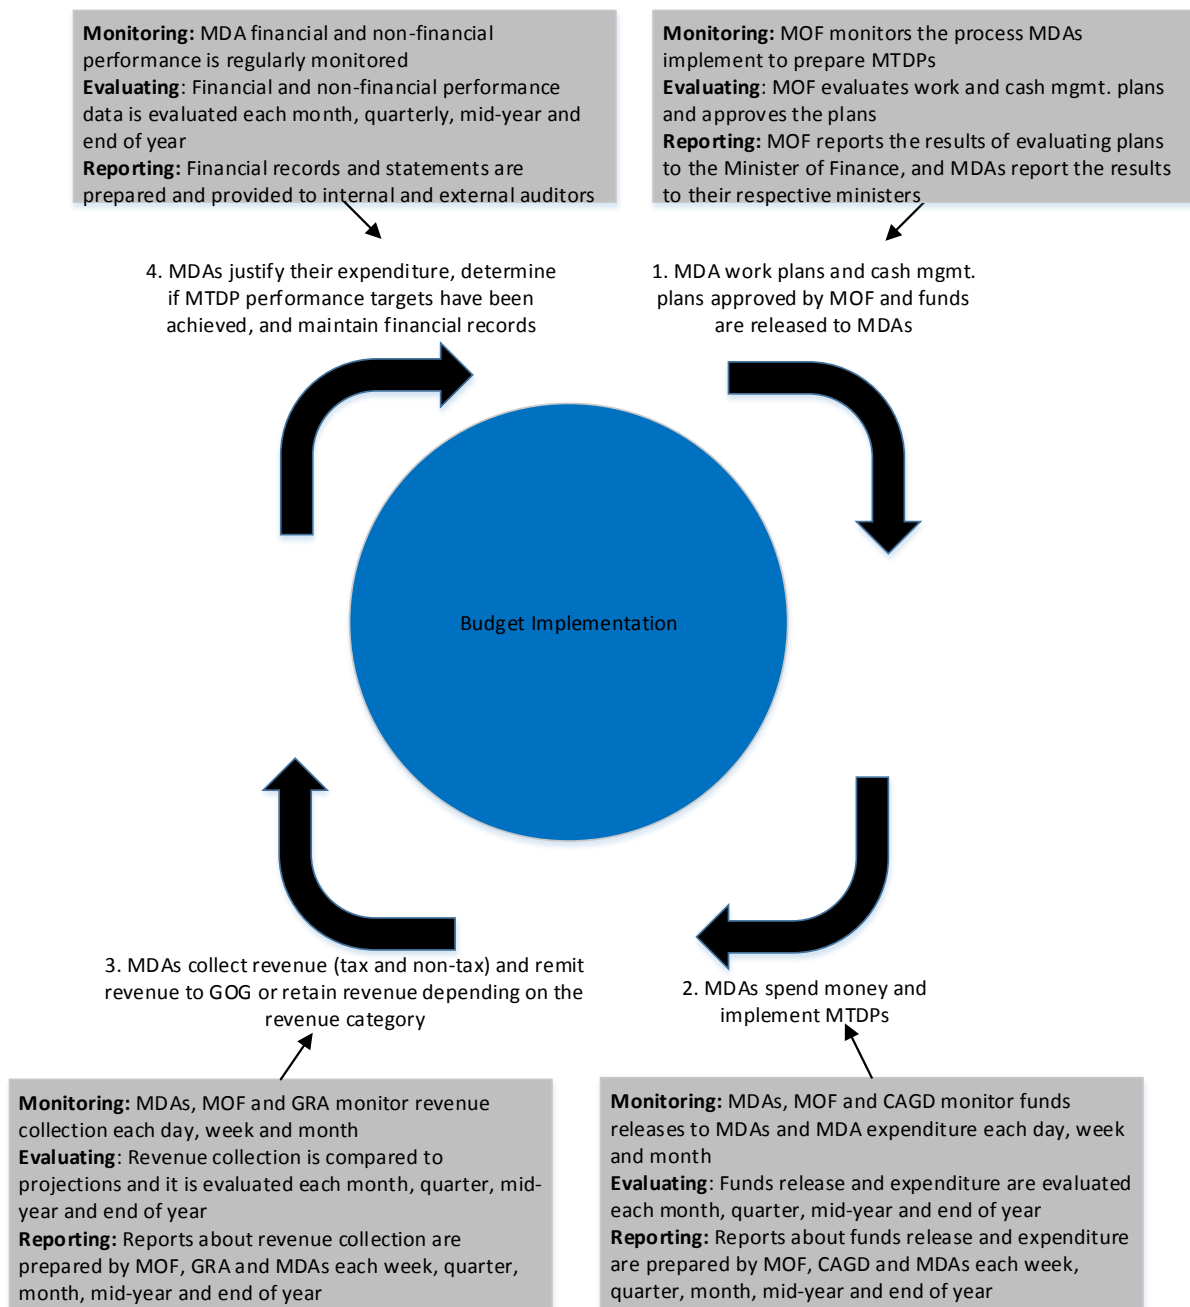 Monitoring: MDA financial and non-financial
performance is regularly monitored
Evaluating: Financial and non-financial performance
data is evaluated each month, quarterly, mid-year and
end of year
Reporting: Financial records and statements are
prepared and provided to internal and external auditors
Monitoring: MOF monitors the process MDAs
implement to prepare MTDPs
Evaluating: MOF evaluates work and cash mgmt. plans
and approves the plans
Reporting: MOF reports the results of evaluating plans
to the Minister of Finance, and MDAs report the results
to their respective ministers
4. MDAs justify their expenditure, determine
if MTDP performance targets have been
achieved, and maintain financial records
1. MDA work plans and cash mgmt.
plans approved by MOF and funds
are released to MDAs
Budget Implementation
3. MDAs collect revenue (tax and non-tax) and remit
revenue to GOG or retain revenue depending on the
revenue category
2. MDAs spend money and
implement MTDPs
Monitoring: MDAs, MOF and GRA monitor revenue
collection each day, week and month
Evaluating: Revenue collection is compared to
projections and it is evaluated each month, quarter, mid-
year and end of year
Reporting: Reports about revenue collection are
prepared by MOF, GRA and MDAs each week, quarter,
month, mid-year and end of year
Monitoring: MDAs, MOF and CAGD monitor funds
releases to MDAs and MDA expenditure each day, week
and month
Evaluating: Funds release and expenditure are evaluated
each month, quarter, mid-year and end of year
Reporting: Reports about funds release and expenditure
are prepared by MOF, CAGD and MDAs each week,
quarter, month, mid-year and end of year